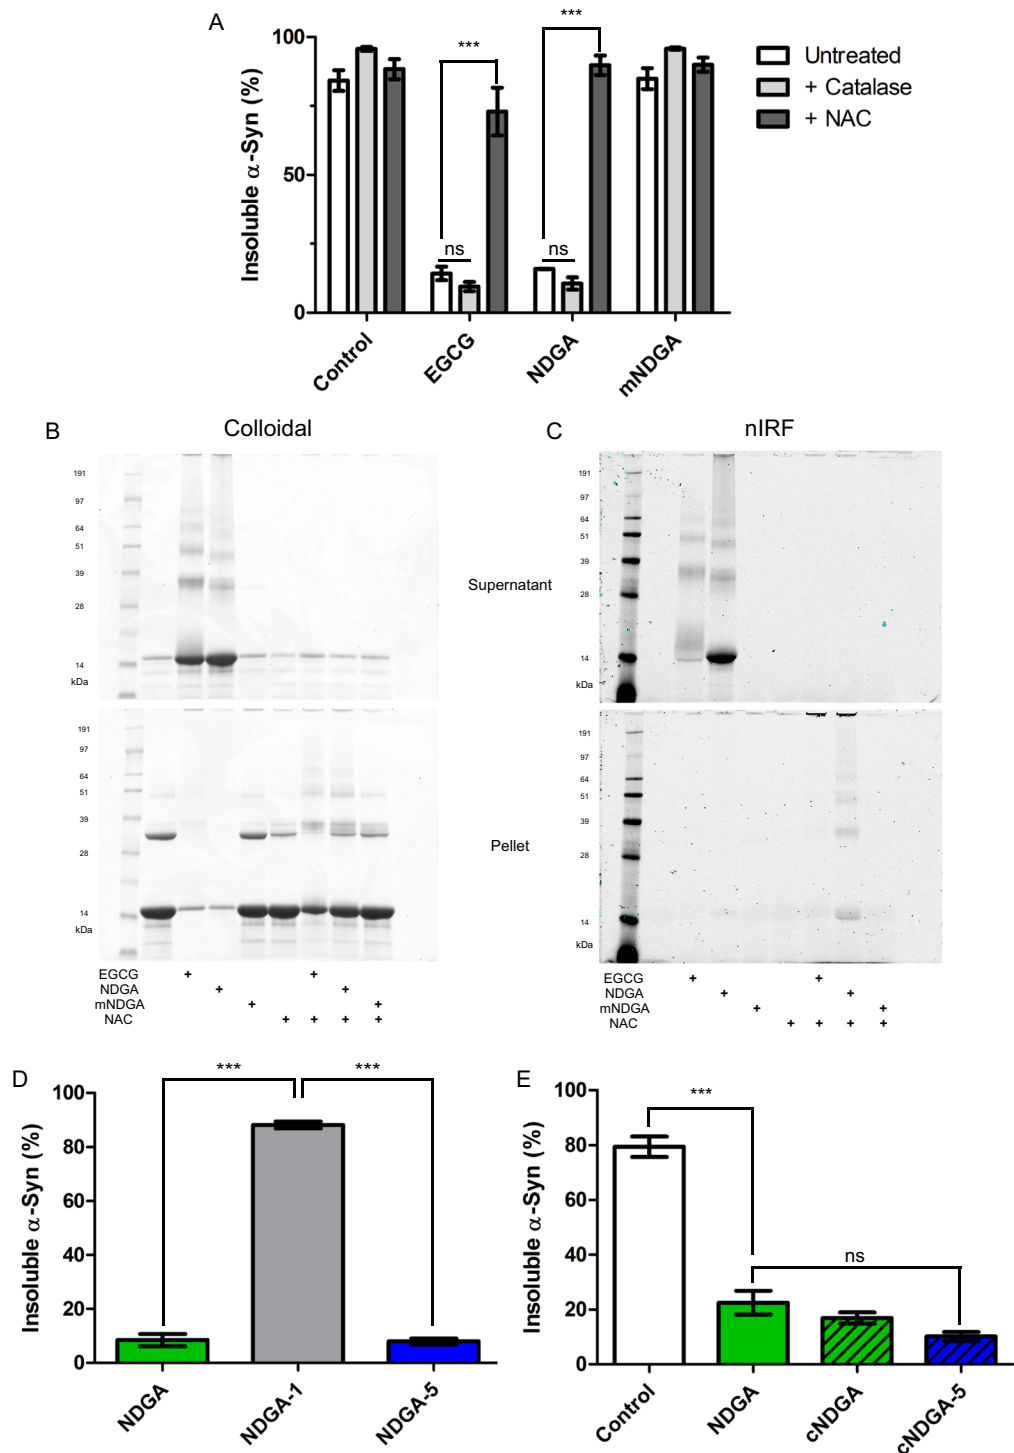 A
Insoluble α-Syn (%)
100
50
0
***
***
ns
ns
Untreated
+ Catalase
+ NAC
Control
EGCG
NDGA
mNDGA
B
Colloidal
191
97
64
51
39
28
14
kDa
191
97
64
51
39
28
14
kDa
EGCG + +
NDGA + +
mNDGA + +
NAC + + + +
Supernatant
Pellet
C
nIRF
191
97
64
51
39
28
14
kDa
191
97
64
51
39
28
14
kDa
EGCG + +
NDGA + +
mNDGA + +
NAC + + + +
D
Insoluble α-Syn (%)
100
80
60
40
20
0
*** ***
NDGA
NDGA-1
NDGA-5
E
Insoluble α-Syn (%)
80
60
40
20
0
***
ns
Control
NDGA
cNDGA
cNDGA-5